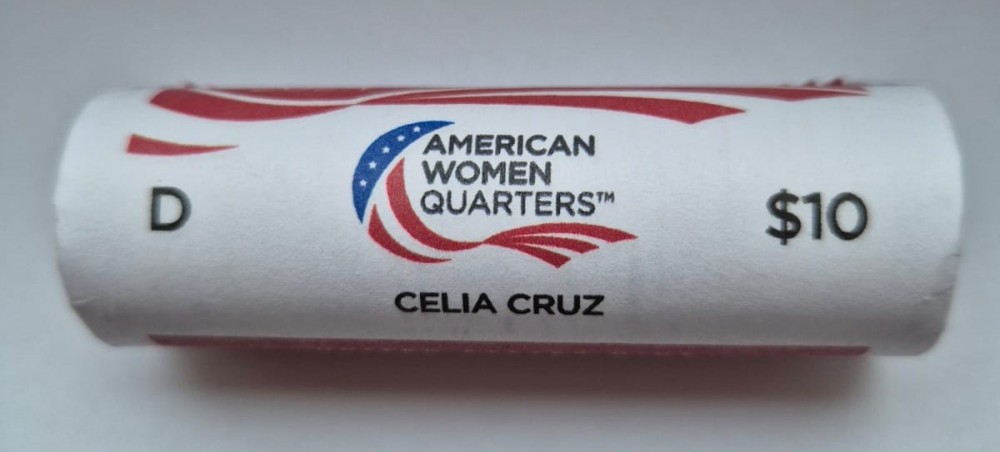 AMERICAN
WOMEN
QUARTERS™
D
$10
CELIA CRUZ